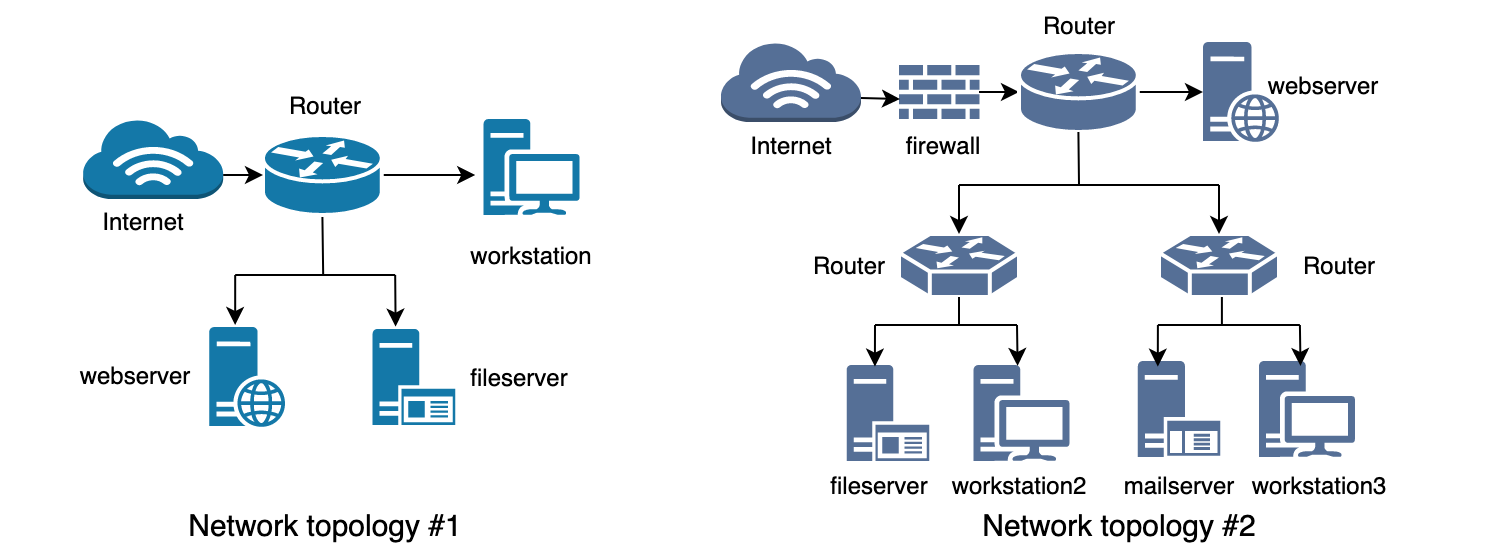 Router
Internet
workstation
webserver
fileserver
Network topology #1
Router
webserver
Internet
firewall
Router
Router
fileserver
workstation2
mailserver
workstation3
Network topology #2